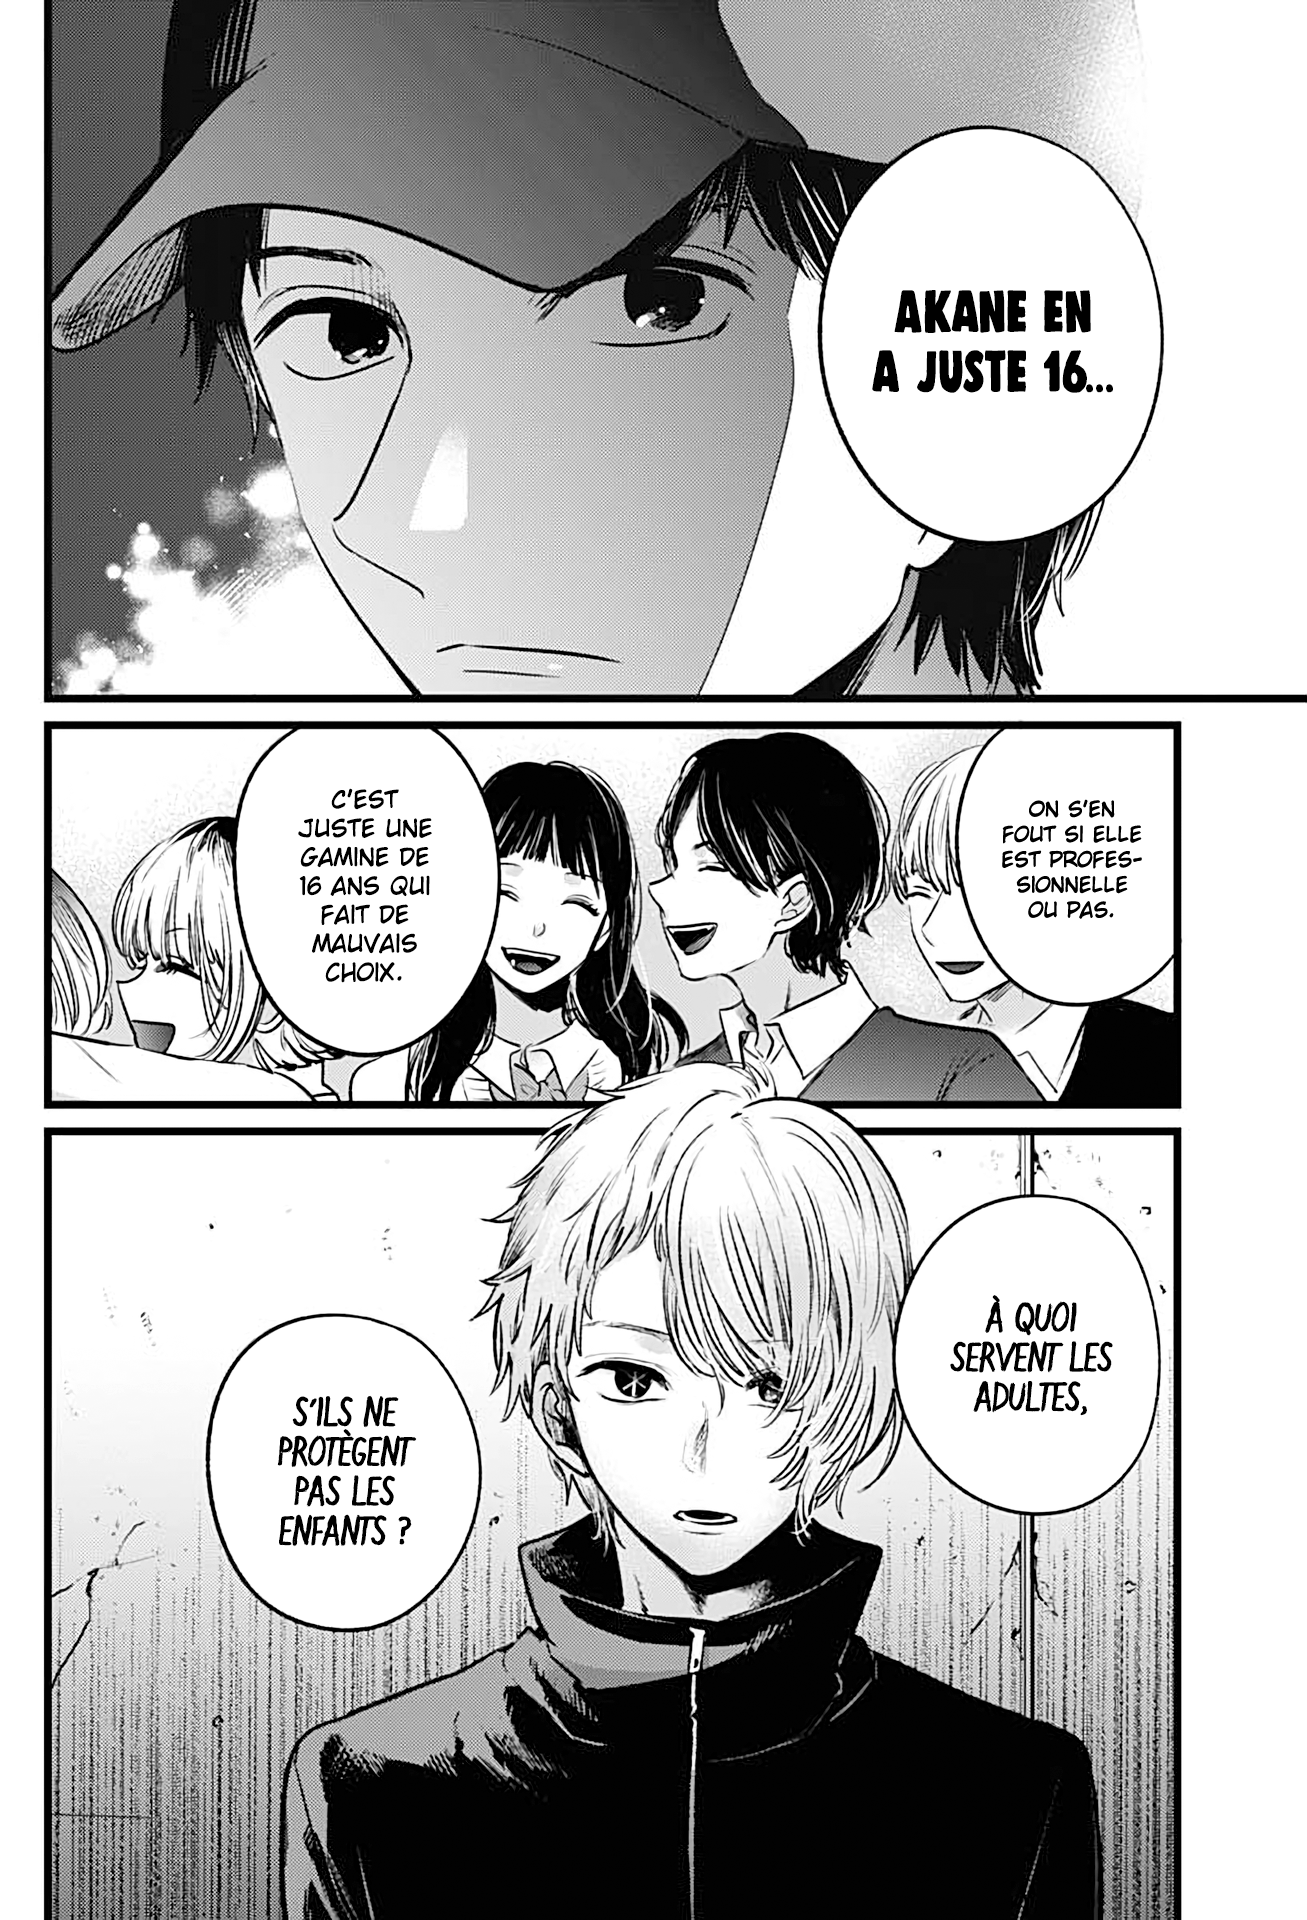 AKANE EN
A JUSTE 16...
ON S'EN
FOUT SI ELLE
EST PROFES-
SIONNELLE
OU PAS.
C'EST
JUSTE UNE
GAMINE DE
16 ANS QUI
FAIT DE
MAUVAIS
CHOIX.
À QUOI
SERVENT LES
ADULTES,
S'ILS NE
PROTÈGENT
PAS LES
ENFANTS ?